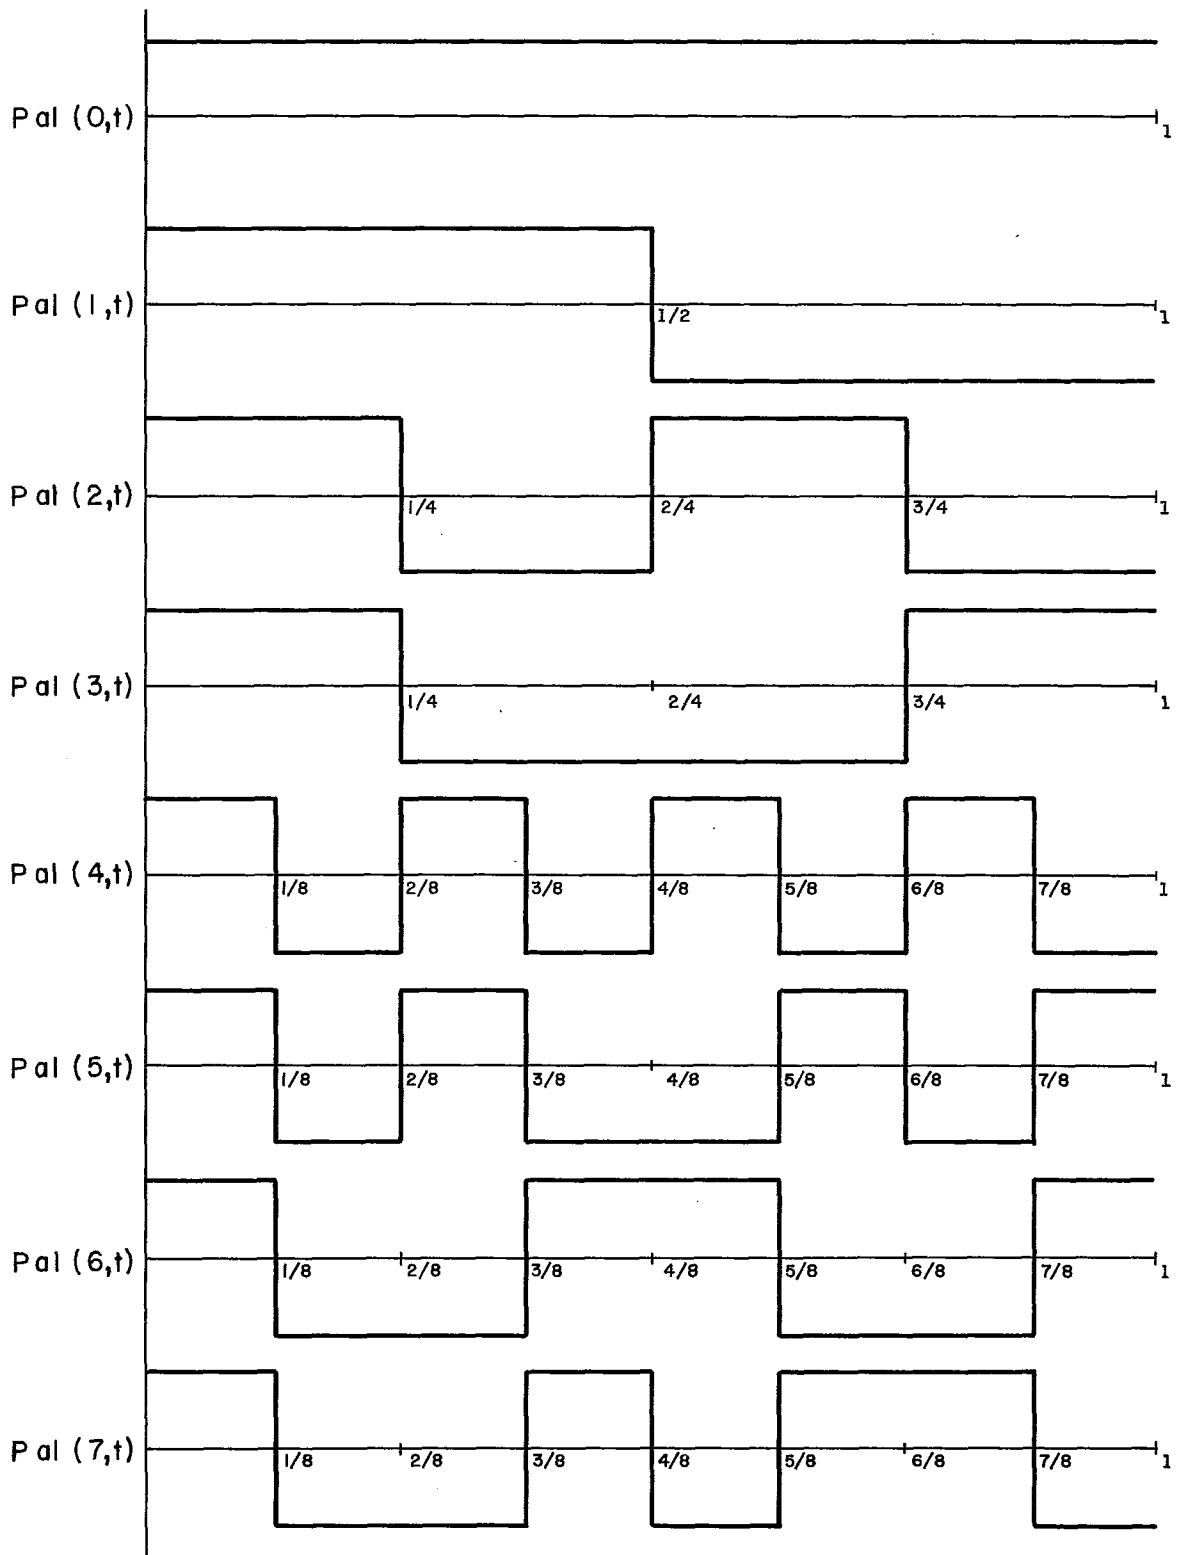 Pal (0,t)
1
Pal (1,t)
1/2
1
Pal (2,t)
1/4 2/4 3/4 1
Pal (3,t)
1/4 2/4 3/4 1
Pal (4,t)
1/8 2/8 3/8 4/8 5/8 6/8 7/8 1
Pal (5,t)
1/8 2/8 3/8 4/8 5/8 6/8 7/8 1
Pal (6,t)
1/8 2/8 3/8 4/8 5/8 6/8 7/8 1
Pal (7,t)
1/8 2/8 3/8 4/8 5/8 6/8 7/8 1